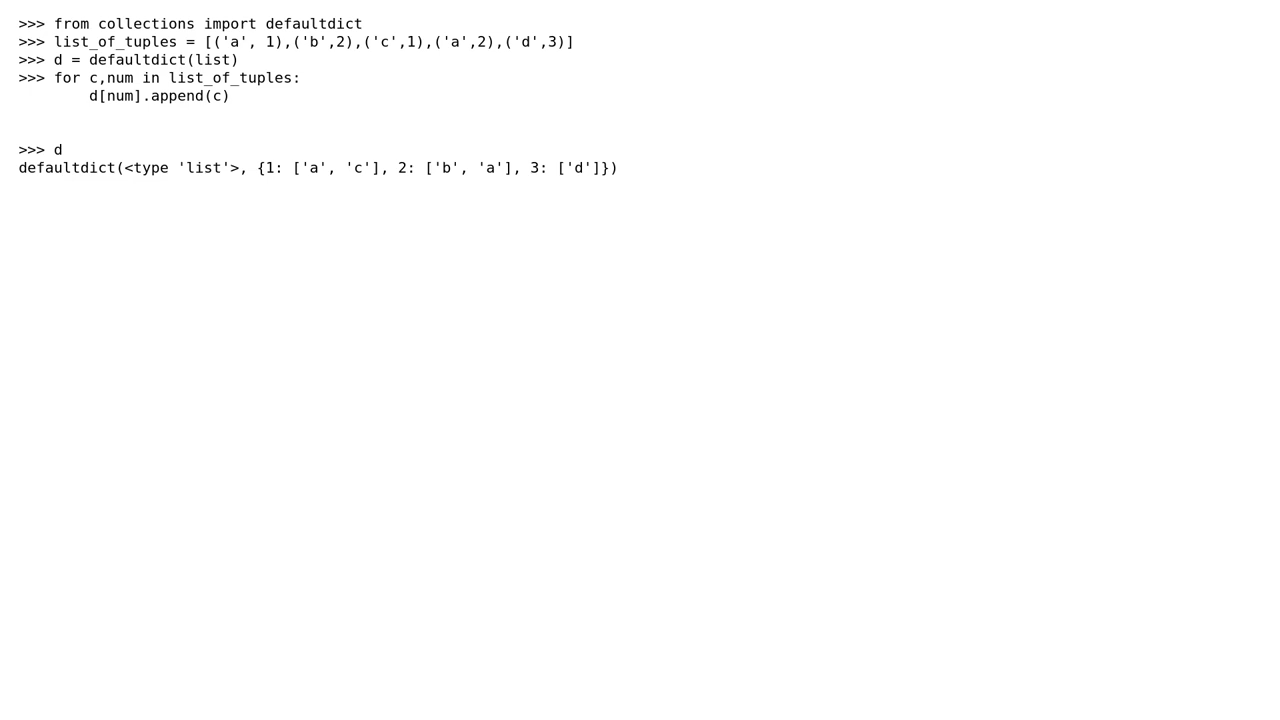 >>> from collections import defaultdict
>>> list_of_tuples = [('a', 1),('b',2),('c',1),('a',2),('d',3)]
>>> d = defaultdict(list)
>>> for c,num in list_of_tuples:
        d[num].append(c)
>>> d
defaultdict(<type 'list'>, {1: ['a', 'c'], 2: ['b', 'a'], 3: ['d']})